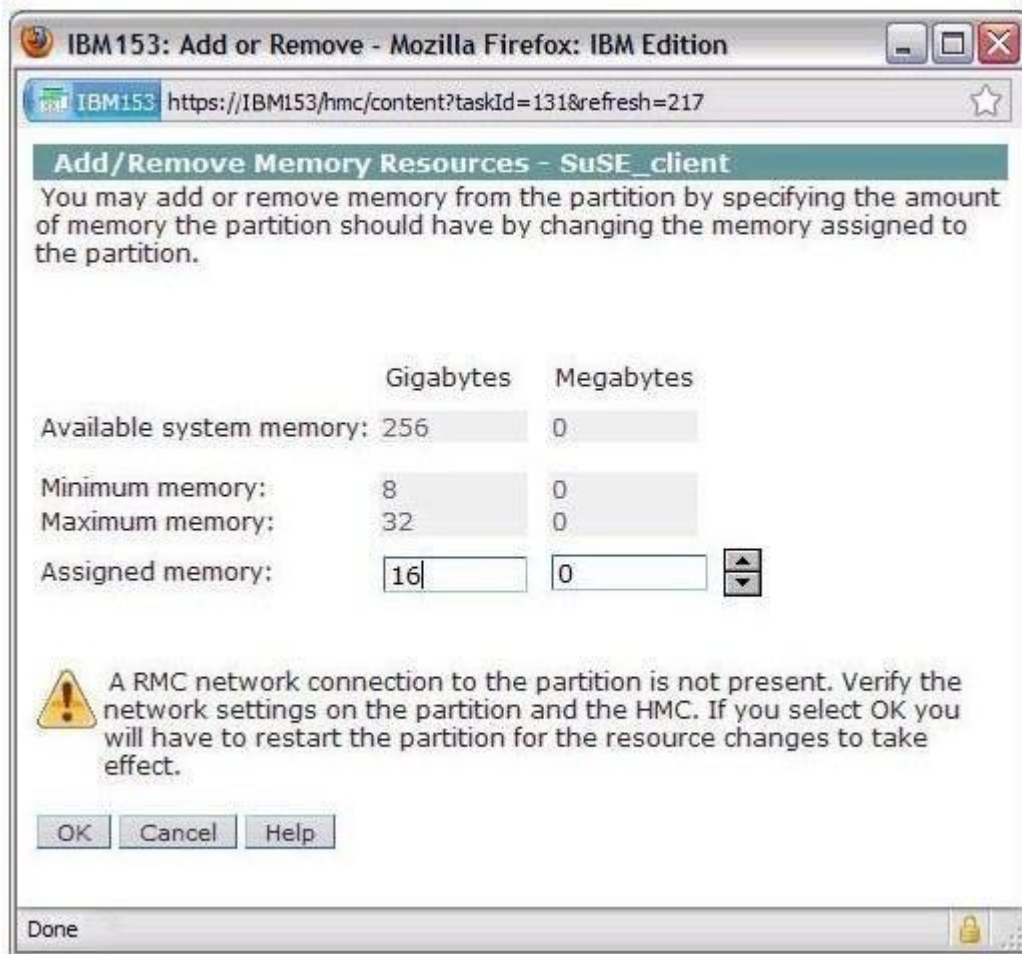 IBM153: Add or Remove - Mozilla Firefox: IBM Edition
IBM153 https://IBM153/hmc/content?taskId=131&refresh=217
Add/Remove Memory Resources - SuSE_client
You may add or remove memory from the partition by specifying the amount
of memory the partition should have by changing the memory assigned to
the partition.
Gigabytes Megabytes
Available system memory: 256 0
Minimum memory: 8 0
Maximum memory: 32 0
Assigned memory: 16 0
A RMC network connection to the partition is not present. Verify the
network settings on the partition and the HMC. If you select OK you
will have to restart the partition for the resource changes to take
effect.
OK Cancel Help
Done